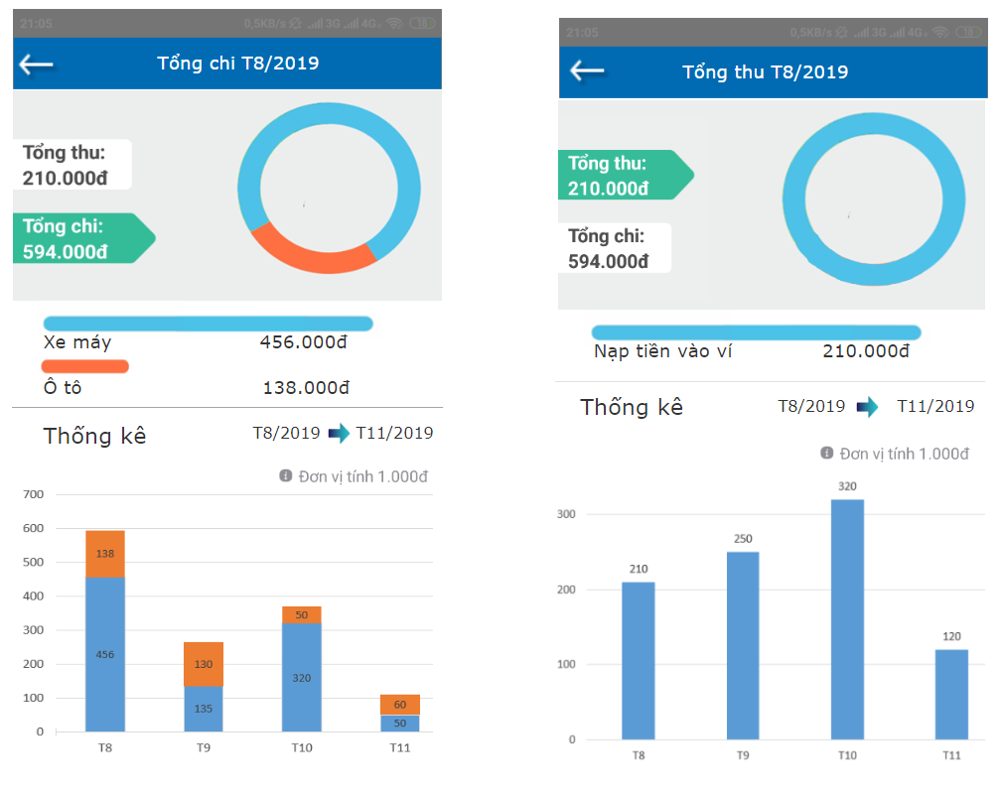 21:05 0,5KB/s 3G 4G 18
Tổng chi T8/2019
Tổng thu:
210.000đ
Tổng chi:
594.000đ
Xe máy 456.000đ
Ô tô 138.000đ
Thống kê T8/2019 T11/2019
Đơn vị tính 1.000đ
700
600
500
400
300
200
100
0
138
456
130
135
50
320
60
50
T8 T9 T10 T11
21:05 0,5KB/s 3G 4G 18
Tổng thu T8/2019
Tổng thu:
210.000đ
Tổng chi:
594.000đ
Nạp tiền vào ví 210.000đ
Thống kê T8/2019 T11/2019
Đơn vị tính 1.000đ
300
200
100
0
210
250
320
120
T8 T9 T10 T11